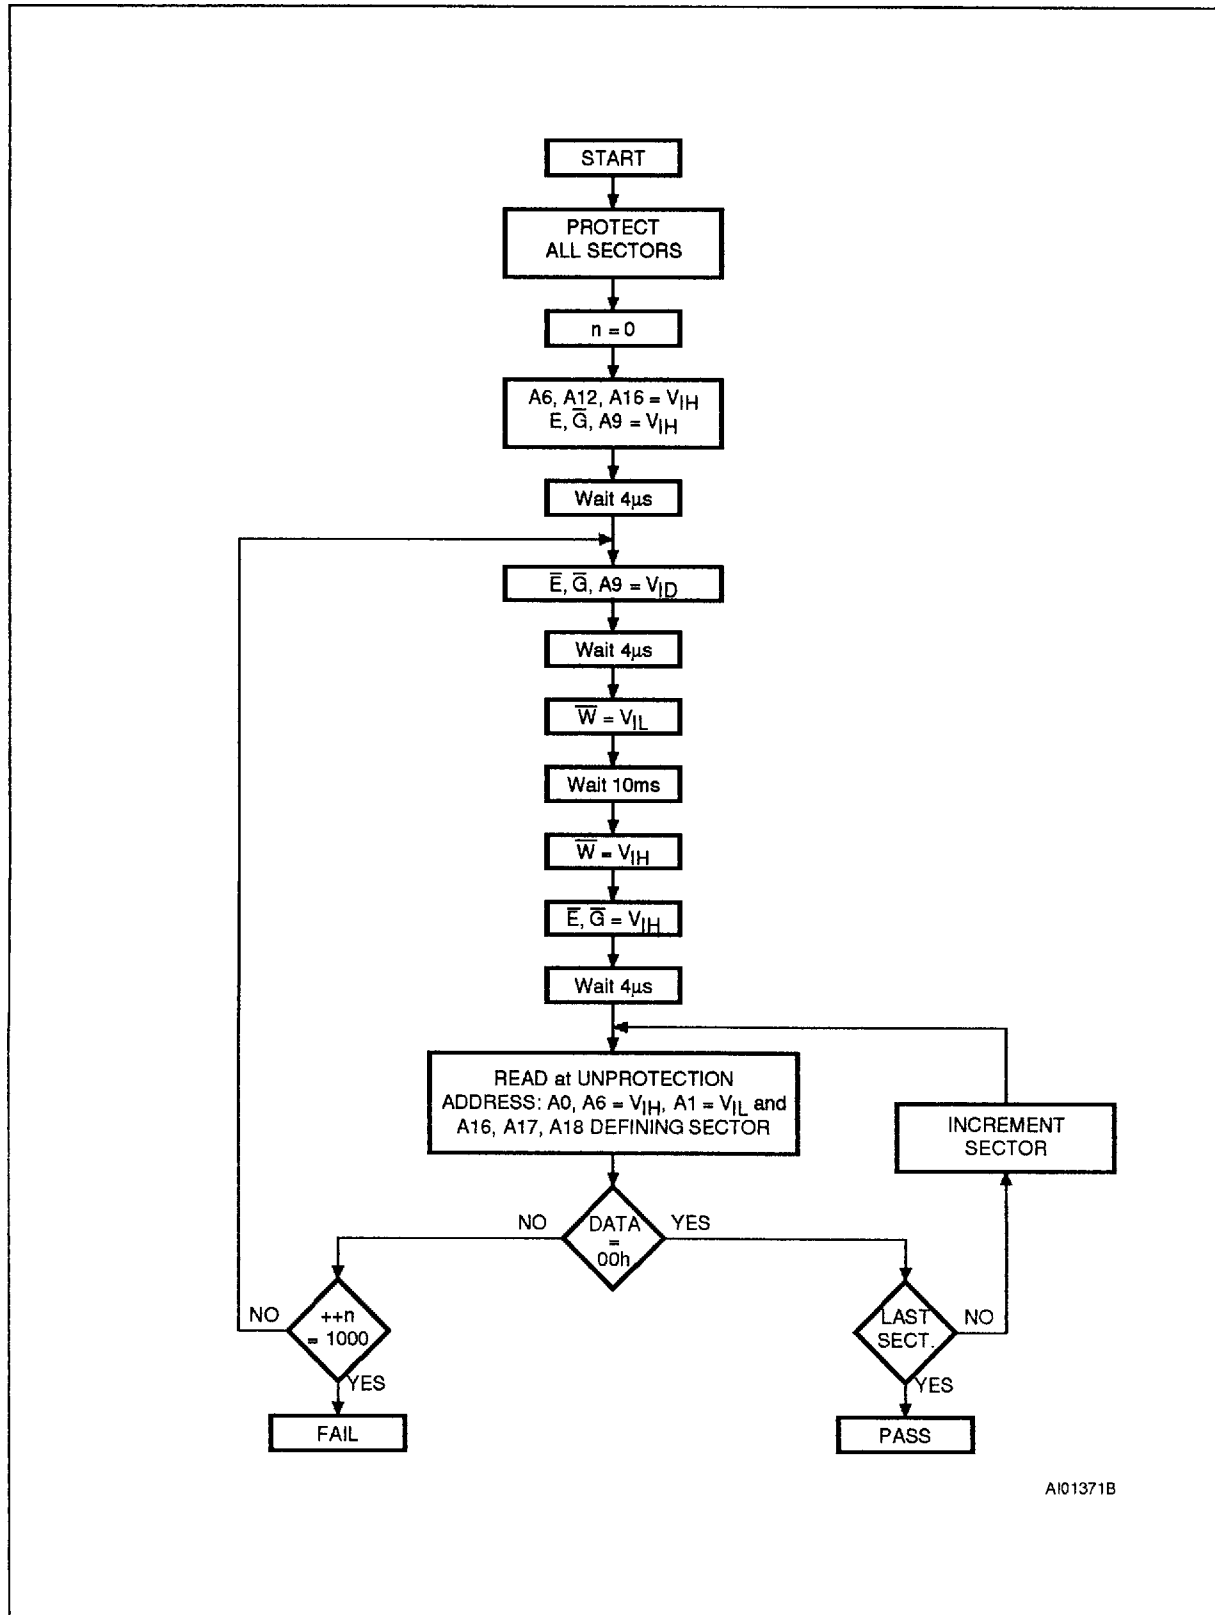 START
PROTECT
ALL SECTORS
n = 0
A6, A12, A16 = VIH
E, G̅, A9 = VIH
Wait 4µs
E̅, G̅, A9 = VID
Wait 4µs
W̅ = VIL
Wait 10ms
W̅ = VIH
E̅, G̅ = VIH
Wait 4µs
READ at UNPROTECTION
ADDRESS: A0, A6 = VIH, A1 = VIL and
A16, A17, A18 DEFINING SECTOR
INCREMENT
SECTOR
NO
DATA
=
00h
YES
NO
++n
= 1000
YES
LAST
SECT.
NO
YES
FAIL
PASS
AI01371B